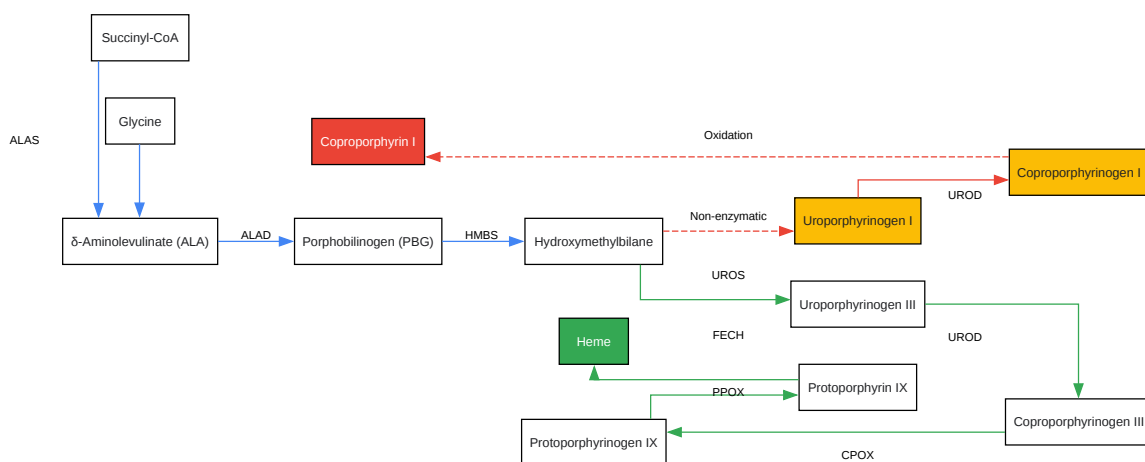 Succinyl-CoA
Glycine
ALAS
Coproporphyrin I
Oxidation
Coproporphyrinogen I
UROD
Non-enzymatic
Uroporphyrinogen I
δ-Aminolevulinate (ALA)
ALAD
Porphobilinogen (PBG)
HMBS
Hydroxymethylbilane
UROS
Uroporphyrinogen III
FECH
UROD
Heme
Protoporphyrin IX
PPOX
Coproporphyrinogen III
Protoporphyrinogen IX
CPOX